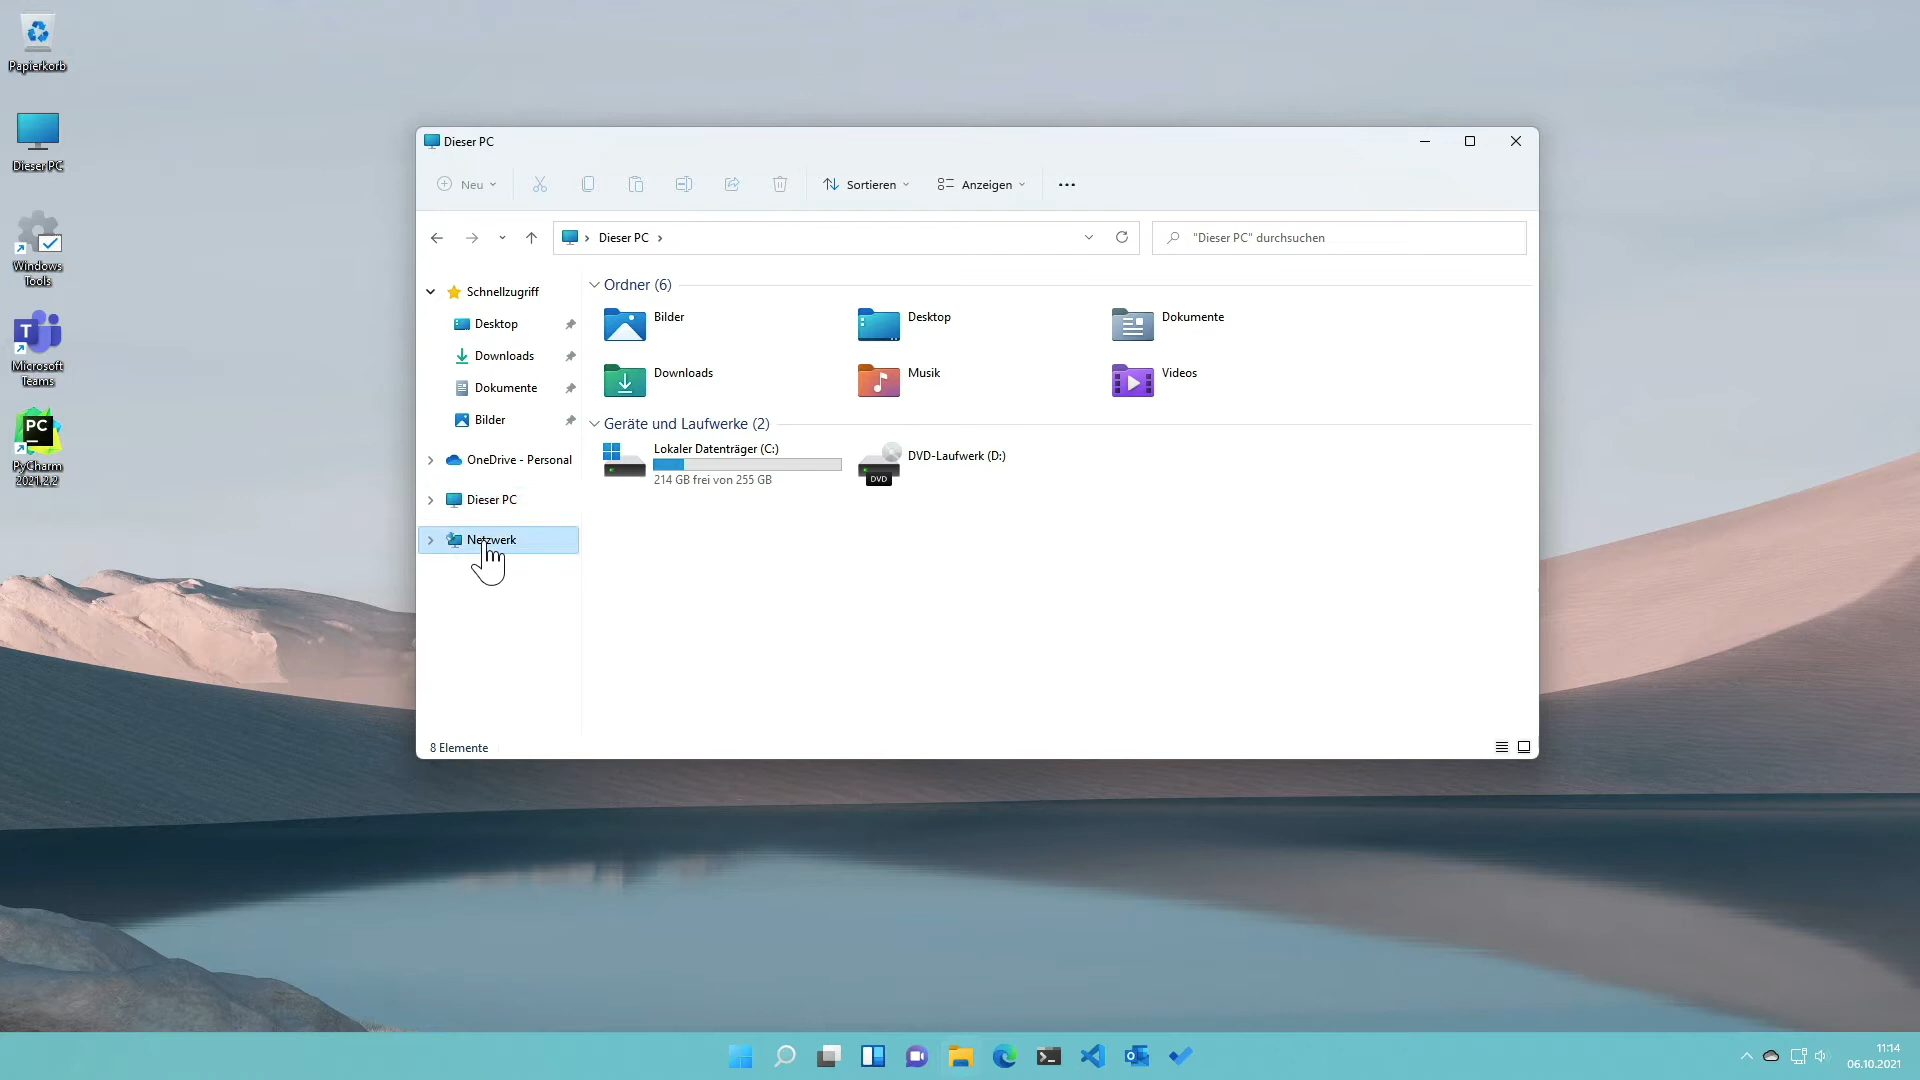 Papierkorb
Dieser PC
Windows
Tools
Microsoft
Teams
PyCharm
2021.2.2
Dieser PC
Neu
Sortieren
Anzeigen
Dieser PC
"Dieser PC" durchsuchen
Schnellzugriff
Desktop
Downloads
Dokumente
Bilder
OneDrive - Personal
Dieser PC
Netzwerk
Ordner (6)
Bilder
Desktop
Dokumente
Downloads
Musik
Videos
Geräte und Laufwerke (2)
Lokaler Datenträger (C:)
214 GB frei von 255 GB
DVD-Laufwerk (D:)
DVD
8 Elemente
11:14
06.10.2021